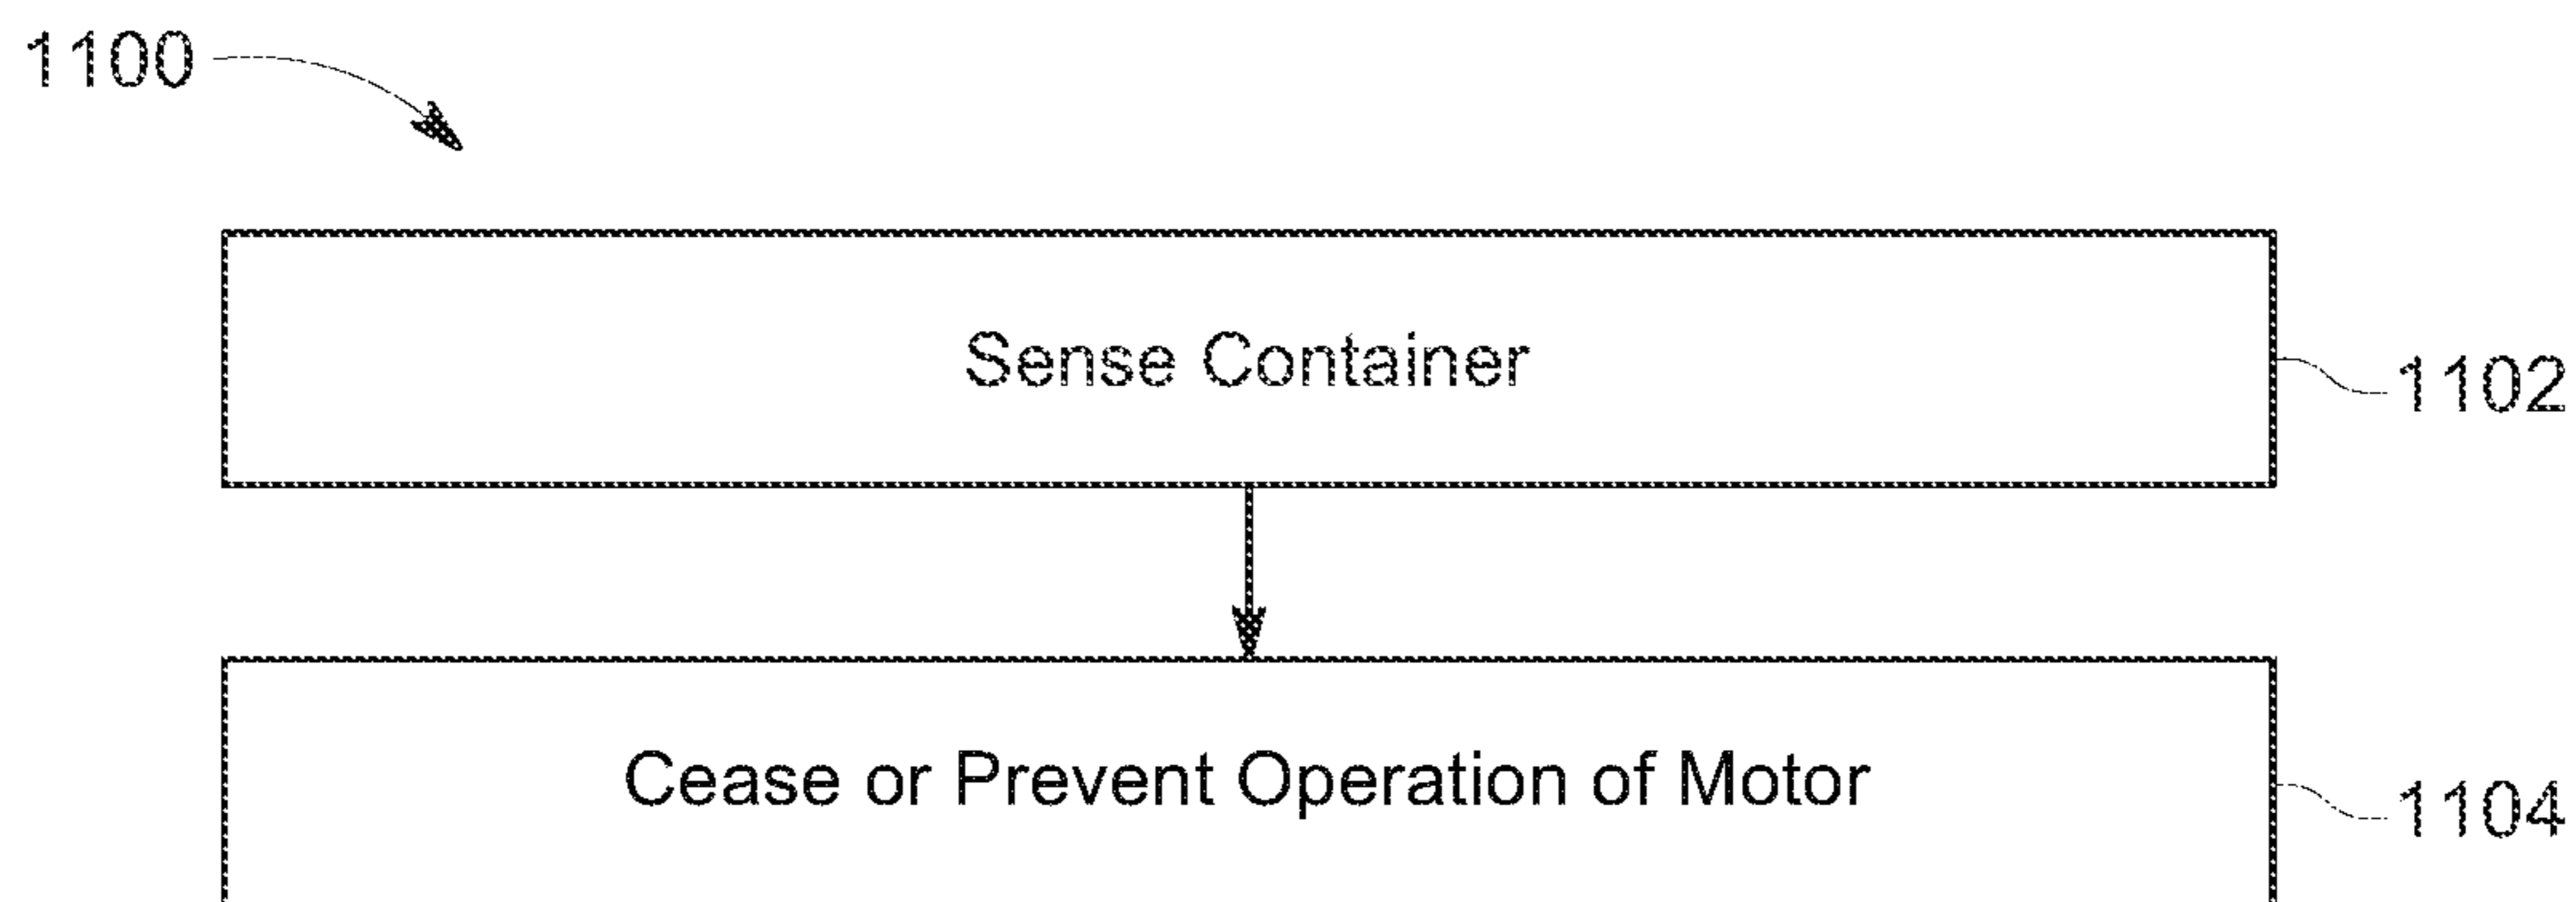 1100
Sense Container
1102
Cease or Prevent Operation of Motor
1104